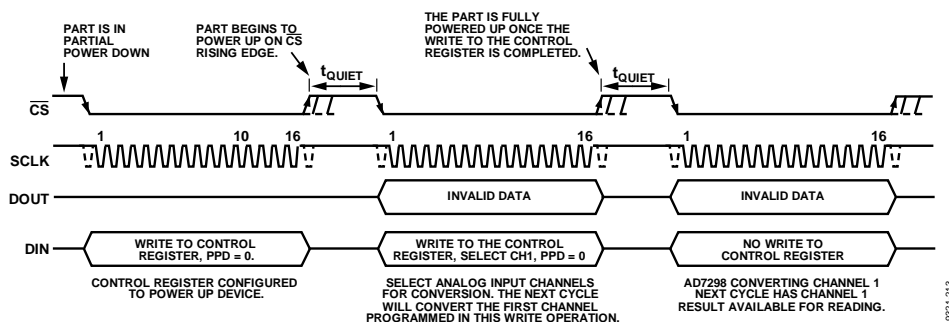 PART IS IN
PARTIAL
POWER DOWN
PART BEGINS TO
POWER UP ON CS
RISING EDGE.
THE PART IS FULLY
POWERED UP ONCE THE
WRITE TO THE CONTROL
REGISTER IS COMPLETED.
tQUIET
tQUIET
CS
1 10 16
1 16
1 16
SCLK
DOUT
INVALID DATA
INVALID DATA
DIN
WRITE TO CONTROL
REGISTER, PPD = 0.
WRITE TO THE CONTROL
REGISTER, SELECT CH1, PPD = 0
NO WRITE TO
CONTROL REGISTER
CONTROL REGISTER CONFIGURED
TO POWER UP DEVICE.
SELECT ANALOG INPUT CHANNELS
FOR CONVERSION. THE NEXT CYCLE
WILL CONVERT THE FIRST CHANNEL
PROGRAMMED IN THIS WRITE OPERATION.
AD7298 CONVERTING CHANNEL 1
NEXT CYCLE HAS CHANNEL 1
RESULT AVAILABLE FOR READING.